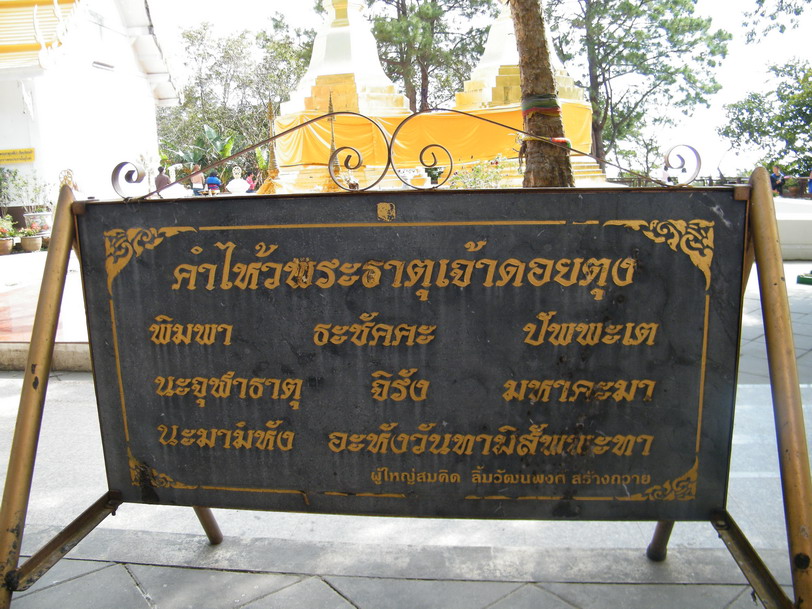 คำไหว้พระธาตุเจ้าดอยตุง
พิมพา ธะชัคคะ ปัพพะเต
นะจุฬาธาตุ จิรัง มหาคะมา
นะมามิหัง อะหังวันทามิสัพพะทา
ผู้ใหญ่สมคิด ลิ้มวัฒนพงศ์ สร้างถวาย